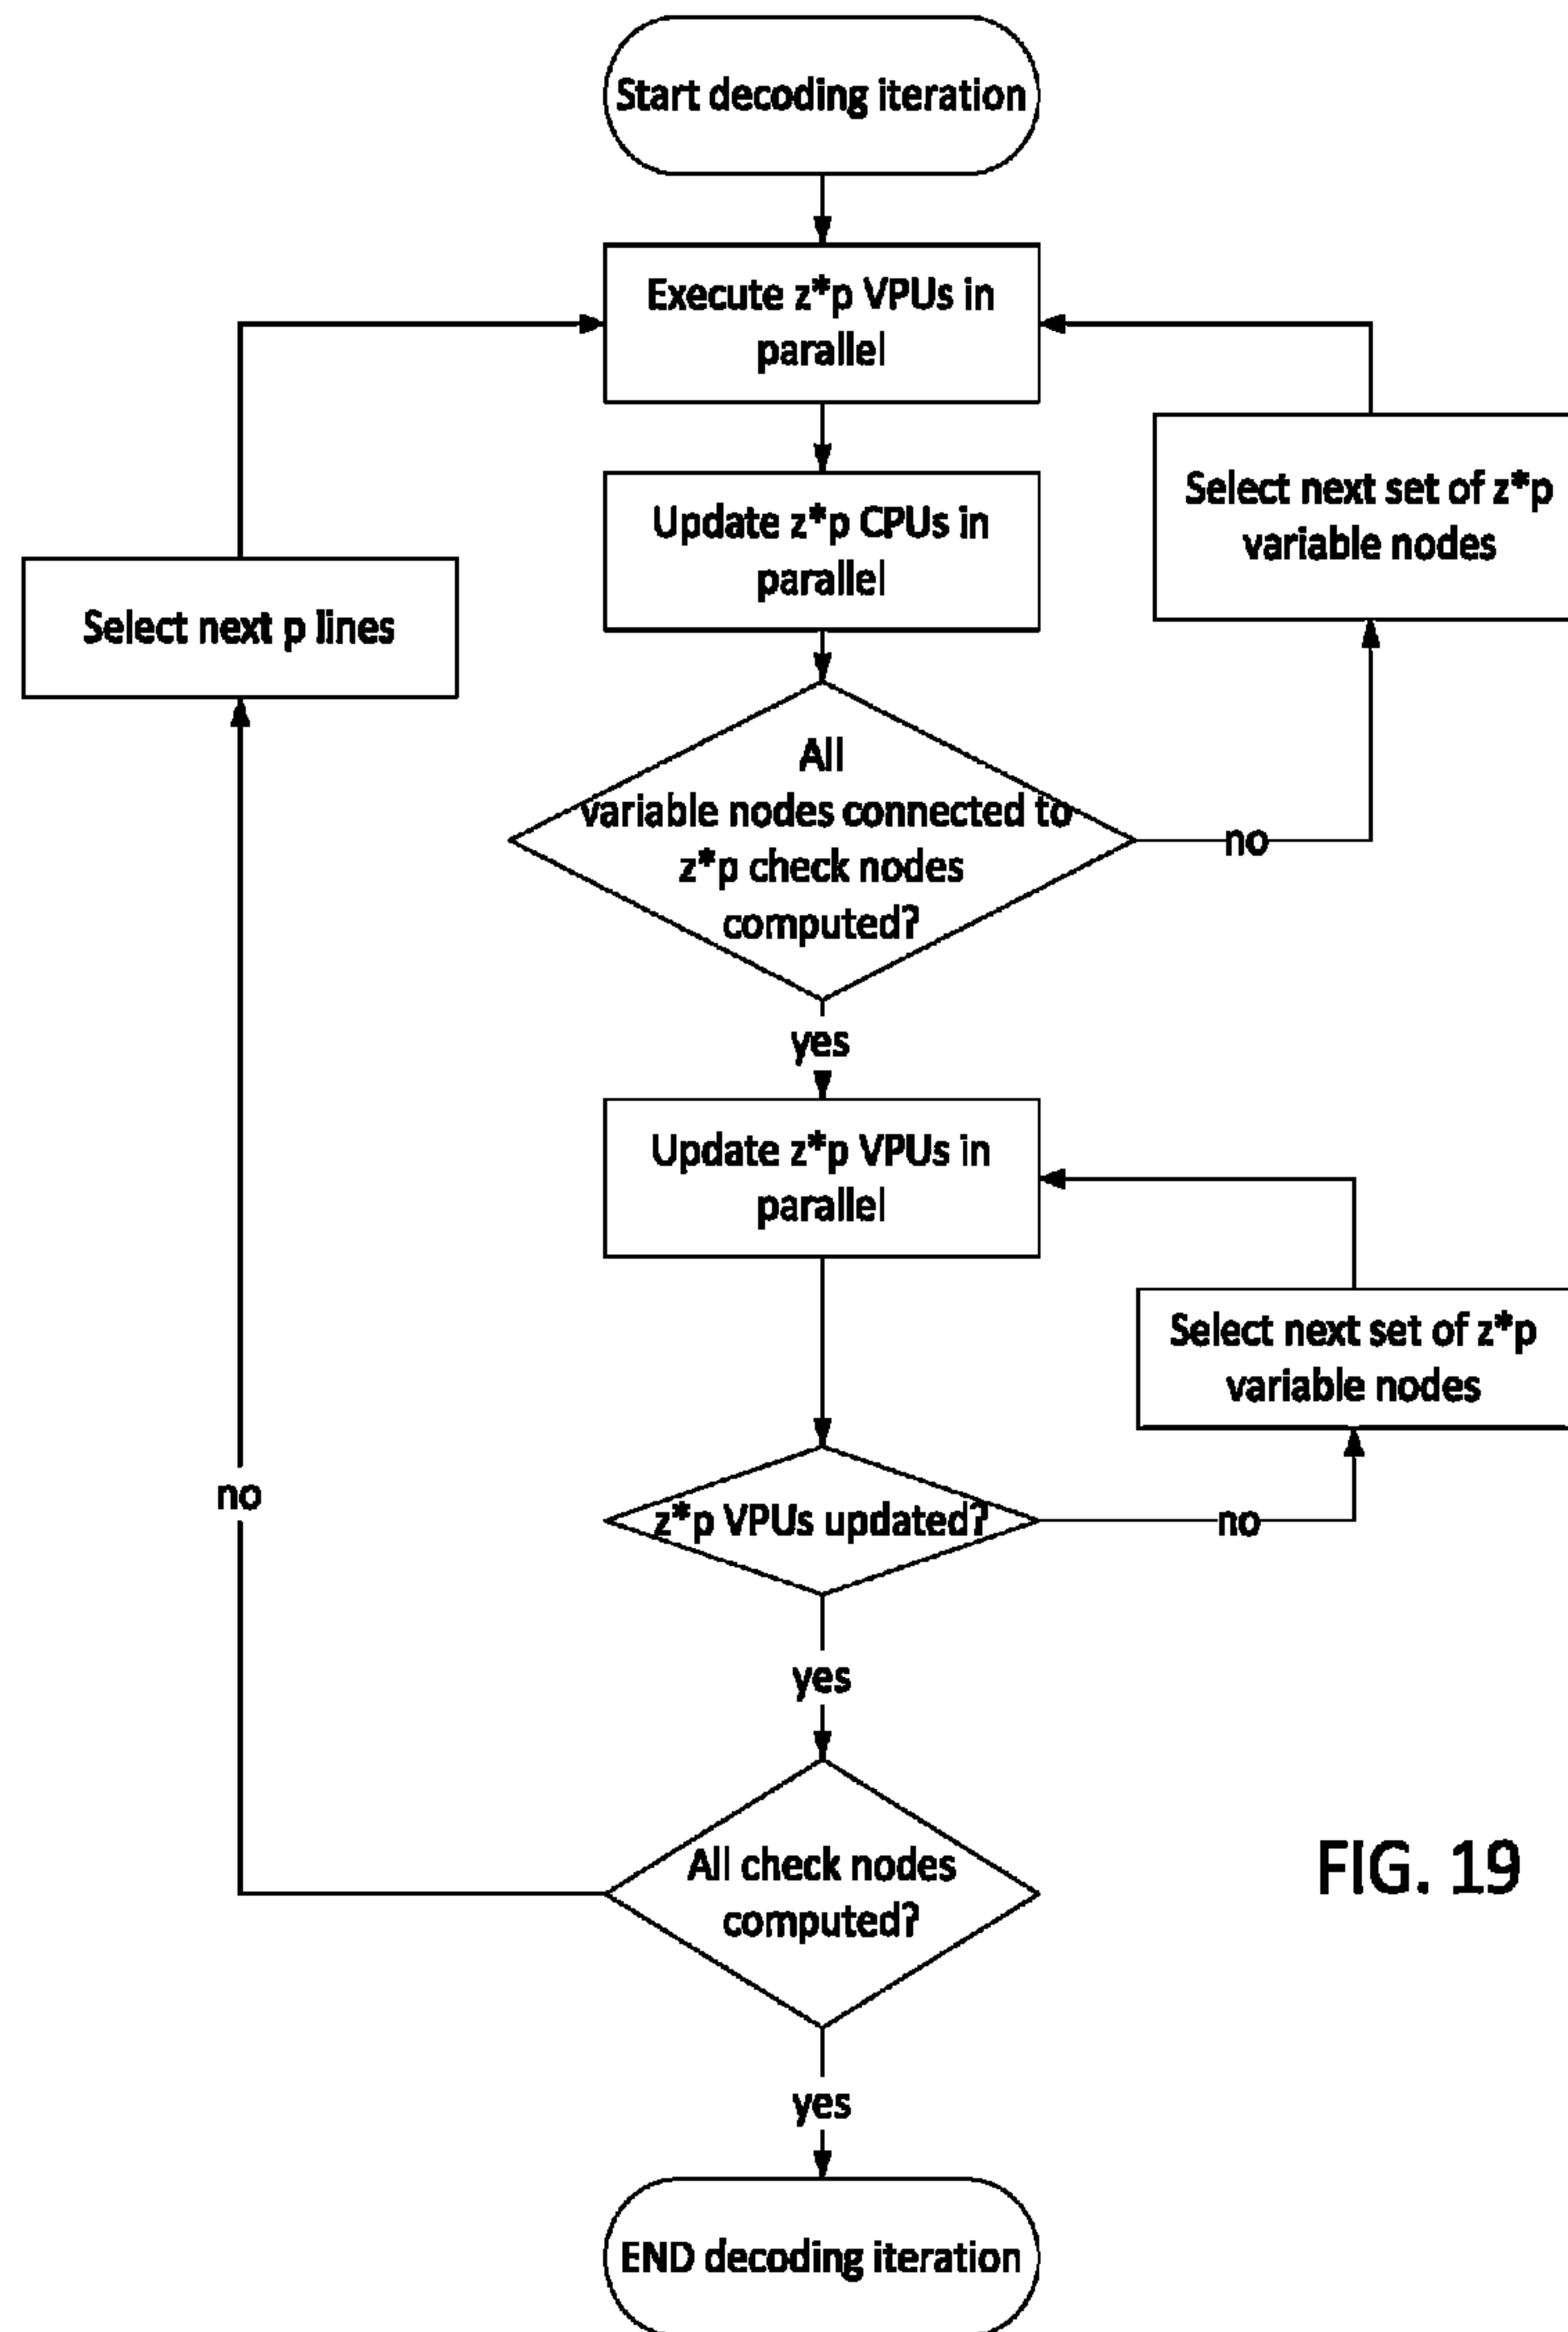 Start decoding iteration
Execute z*p VPUs in
parallel
Select next set of z*p
variable nodes
Update z*p CPUs in
parallel
Select next p lines
All
variable nodes connected to
z*p check nodes
computed?
no
yes
Update z*p VPUs in
parallel
Select next set of z*p
variable nodes
no
z*p VPUs updated?
no
yes
All check nodes
computed?
FIG. 19
yes
END decoding iteration